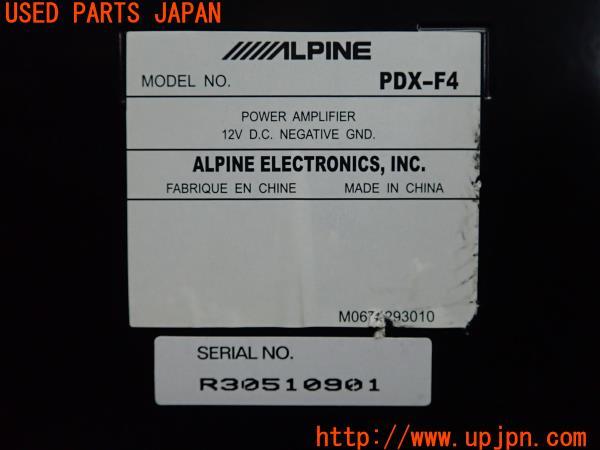 USED PARTS JAPAN
ALPINE
MODEL NO. PDX-F4
POWER AMPLIFIER
12V D.C. NEGATIVE GND.
ALPINE ELECTRONICS, INC.
FABRIQUE EN CHINE MADE IN CHINA
SERIAL NO.
R30510901
http://www.upjpn.com